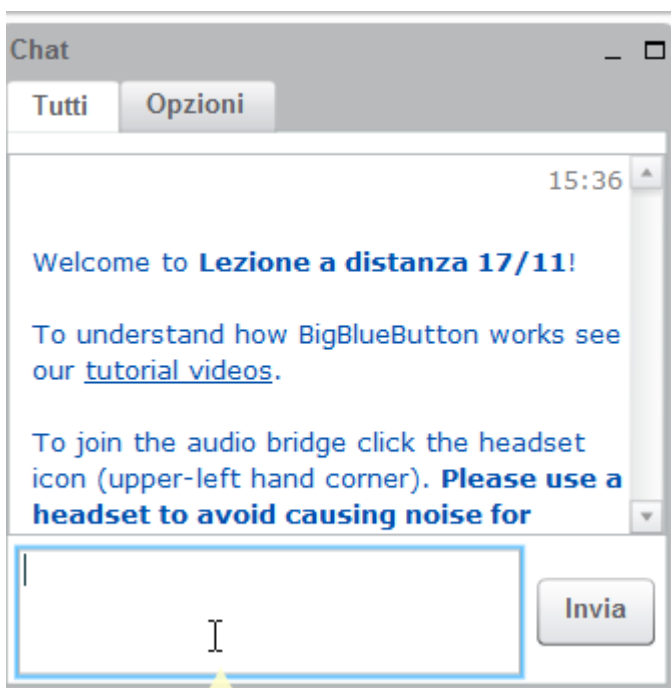 Chat
Tutti Opzioni
15:36
Welcome to Lezione a distanza 17/11!
To understand how BigBlueButton works see
our tutorial videos.
To join the audio bridge click the headset
icon (upper-left hand corner). Please use a
headset to avoid causing noise for
Invia